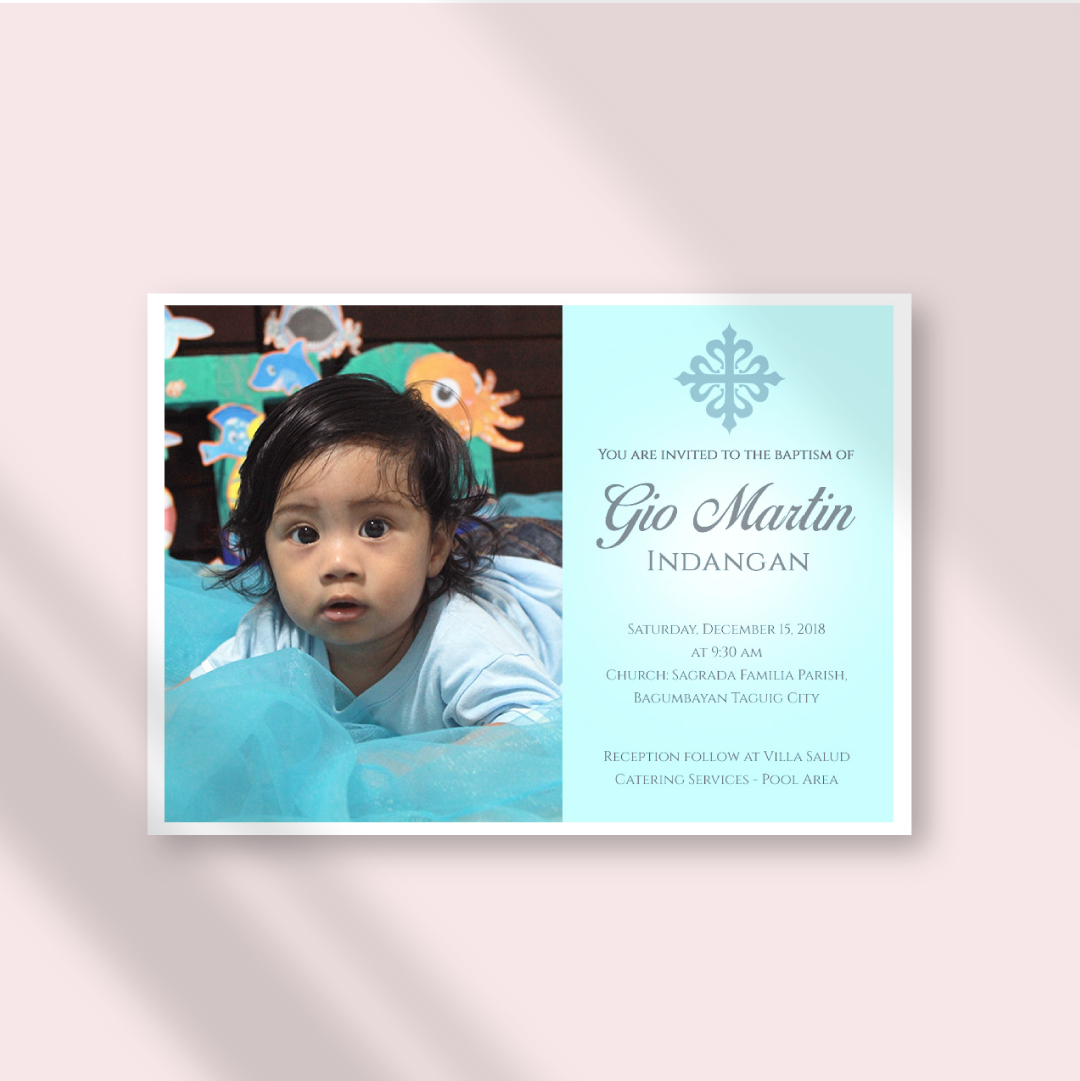 You are invited to the baptism of
Gio Martin
Indangan
Saturday, December 15, 2018
at 9:30 am
Church: Sagrada Familia Parish,
Bagumbayan Taguig City
Reception follow at Villa Salud
Catering Services - Pool Area